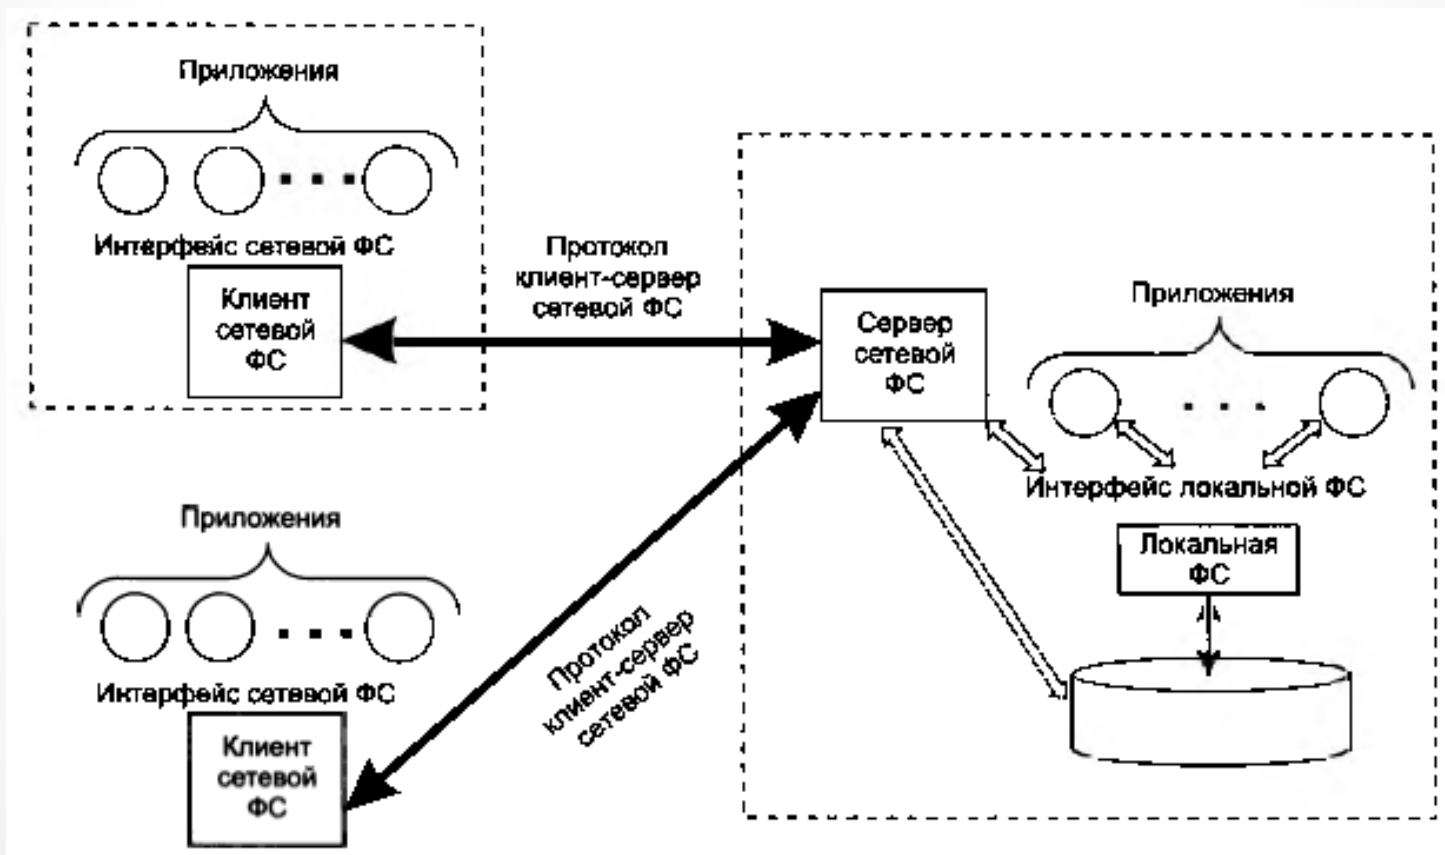 Приложения
Интерфейс сетевой ФС
Клиент
сетевой
ФС
Протокол
клиент-сервер
сетевой ФС
Сервер
сетевой
ФС
Приложения
Интерфейс локальной ФС
Локальная
ФС
Приложения
Интерфейс сетевой ФС
Клиент
сетевой
ФС
Протокол
клиент-сервер
сетевой ФС